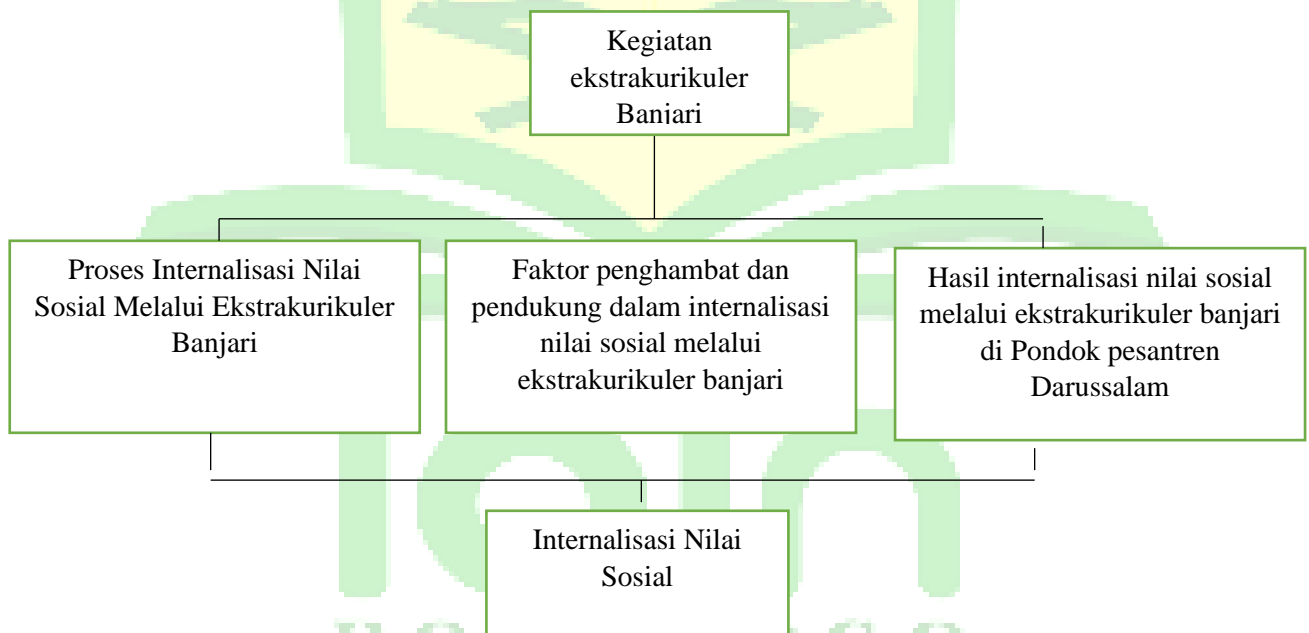 Kegiatan
ekstrakurikuler
Banjari
Proses Internalisasi Nilai
Sosial Melalui Ekstrakurikuler
Banjari
Faktor penghambat dan
pendukung dalam internalisasi
nilai sosial melalui
ekstrakurikuler banjari
Hasil internalisasi nilai sosial
melalui ekstrakurikuler banjari
di Pondok pesantren
Darussalam
Internalisasi Nilai
Sosial
iain